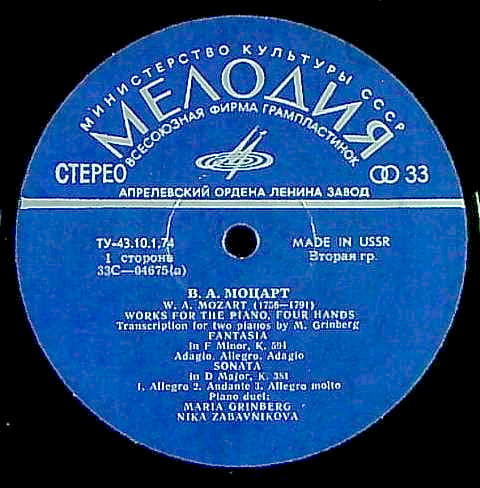 МИНИСТЕРСТВО КУЛЬТУРЫ СССР
МЕЛОДИЯ
ВСЕСОЮЗНАЯ ФИРМА ГРАМПЛАСТИНОК
СТЕРЕО 33
АПРЕЛЕВСКИЙ ОРДЕНА ЛЕНИНА ЗАВОД
ТУ-43.10.1.74 MADE IN USSR
1 сторона Вторая гр.
33С—04675(а)
В. А. МОЦАРТ
W. A. MOZART (1756—1791)
WORKS FOR THE PIANO, FOUR HANDS
Transcription for two pianos by M. Grinberg
FANTASIA
in F Minor, K. 594
Adagio, Allegro, Adagio
SONATA
in D Major, K. 381
1. Allegro 2. Andante 3. Allegro molto
Piano duet:
MARIA GRINBERG
NIKA ZABAVNIKOVA